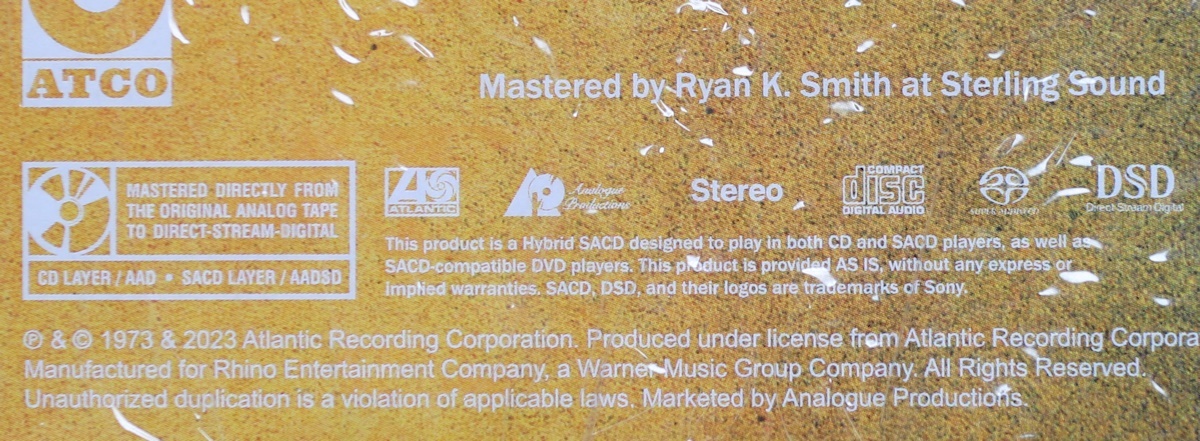 ATCO
Mastered by Ryan K. Smith at Sterling Sound
MASTERED DIRECTLY FROM
THE ORIGINAL ANALOG TAPE
TO DIRECT-STREAM-DIGITAL
CD LAYER / AAD • SACD LAYER / AADSD
ATLANTIC
Analogue
Productions
Stereo
COMPACT
disc
DIGITAL AUDIO
SUPER AUDIO CD
DSD
Direct Stream Digital
This product is a Hybrid SACD designed to play in both CD and SACD players, as well as
SACD-compatible DVD players. This product is provided AS IS, without any express or
implied warranties. SACD, DSD, and their logos are trademarks of Sony.
℗ & © 1973 & 2023 Atlantic Recording Corporation. Produced under license from Atlantic Recording Corpora
Manufactured for Rhino Entertainment Company, a Warner Music Group Company. All Rights Reserved.
Unauthorized duplication is a violation of applicable laws. Marketed by Analogue Productions.